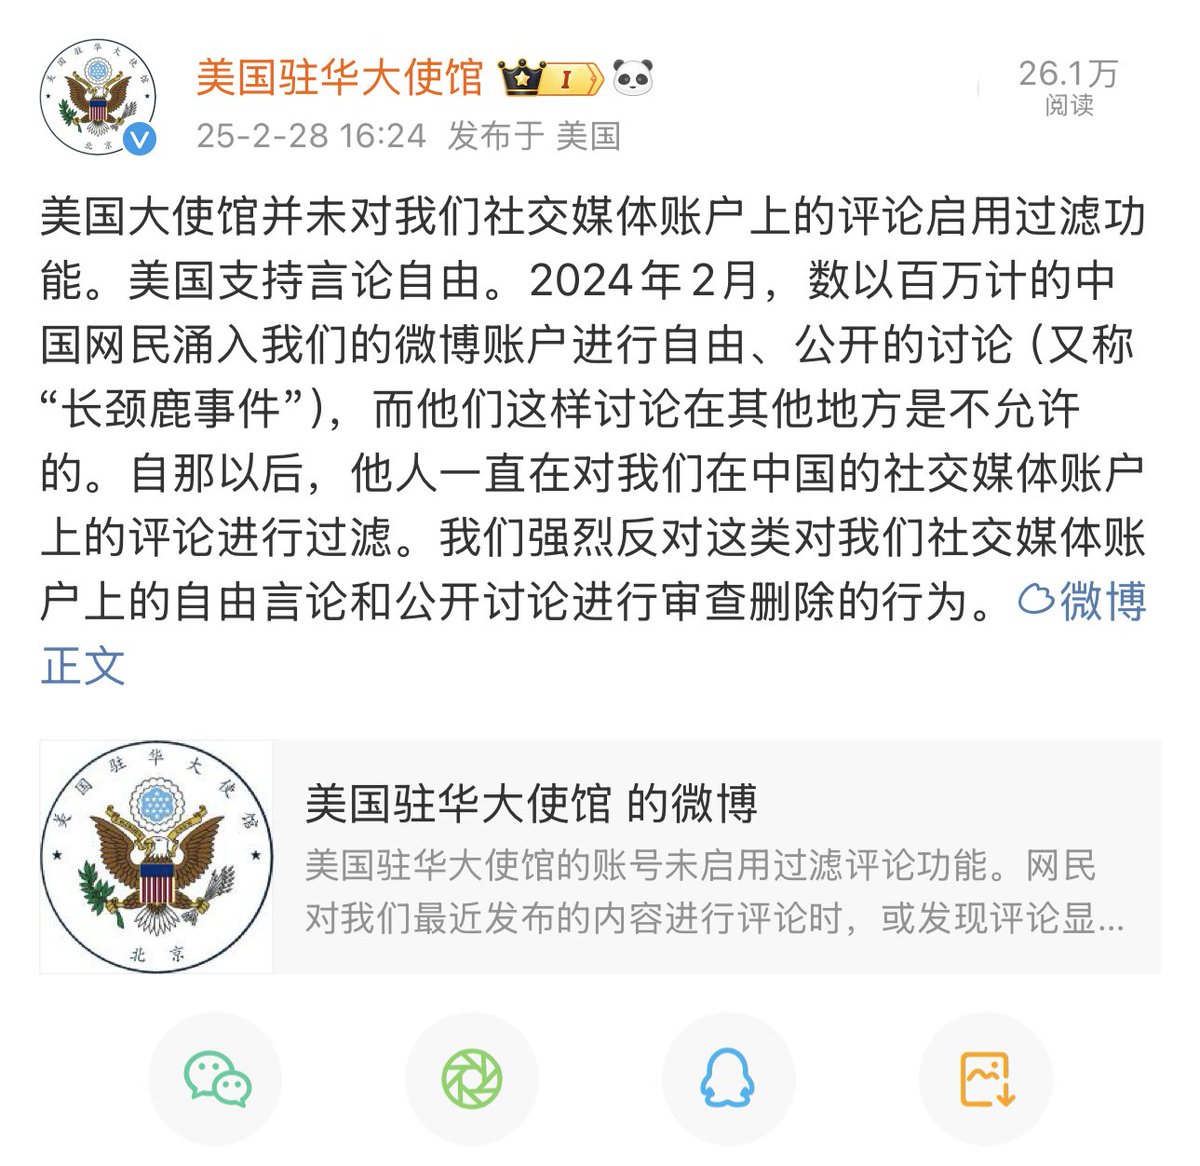 美国驻华大使馆 I
26.1万
阅读
25-2-28 16:24 发布于 美国
美国大使馆并未对我们社交媒体账户上的评论启用过滤功
能。美国支持言论自由。2024年2月，数以百万计的中
国网民涌入我们的微博账户进行自由、公开的讨论（又称
“长颈鹿事件”），而他们这样讨论在其他地方是不允许
的。自那以后，他人一直在对我们在中国的社交媒体账户
上的评论进行过滤。我们强烈反对这类对我们社交媒体账
户上的自由言论和公开讨论进行审查删除的行为。微博
正文
美国驻华大使馆
北京
美国驻华大使馆 的微博
美国驻华大使馆的账号未启用过滤评论功能。网民
对我们最近发布的内容进行评论时，或发现评论显...